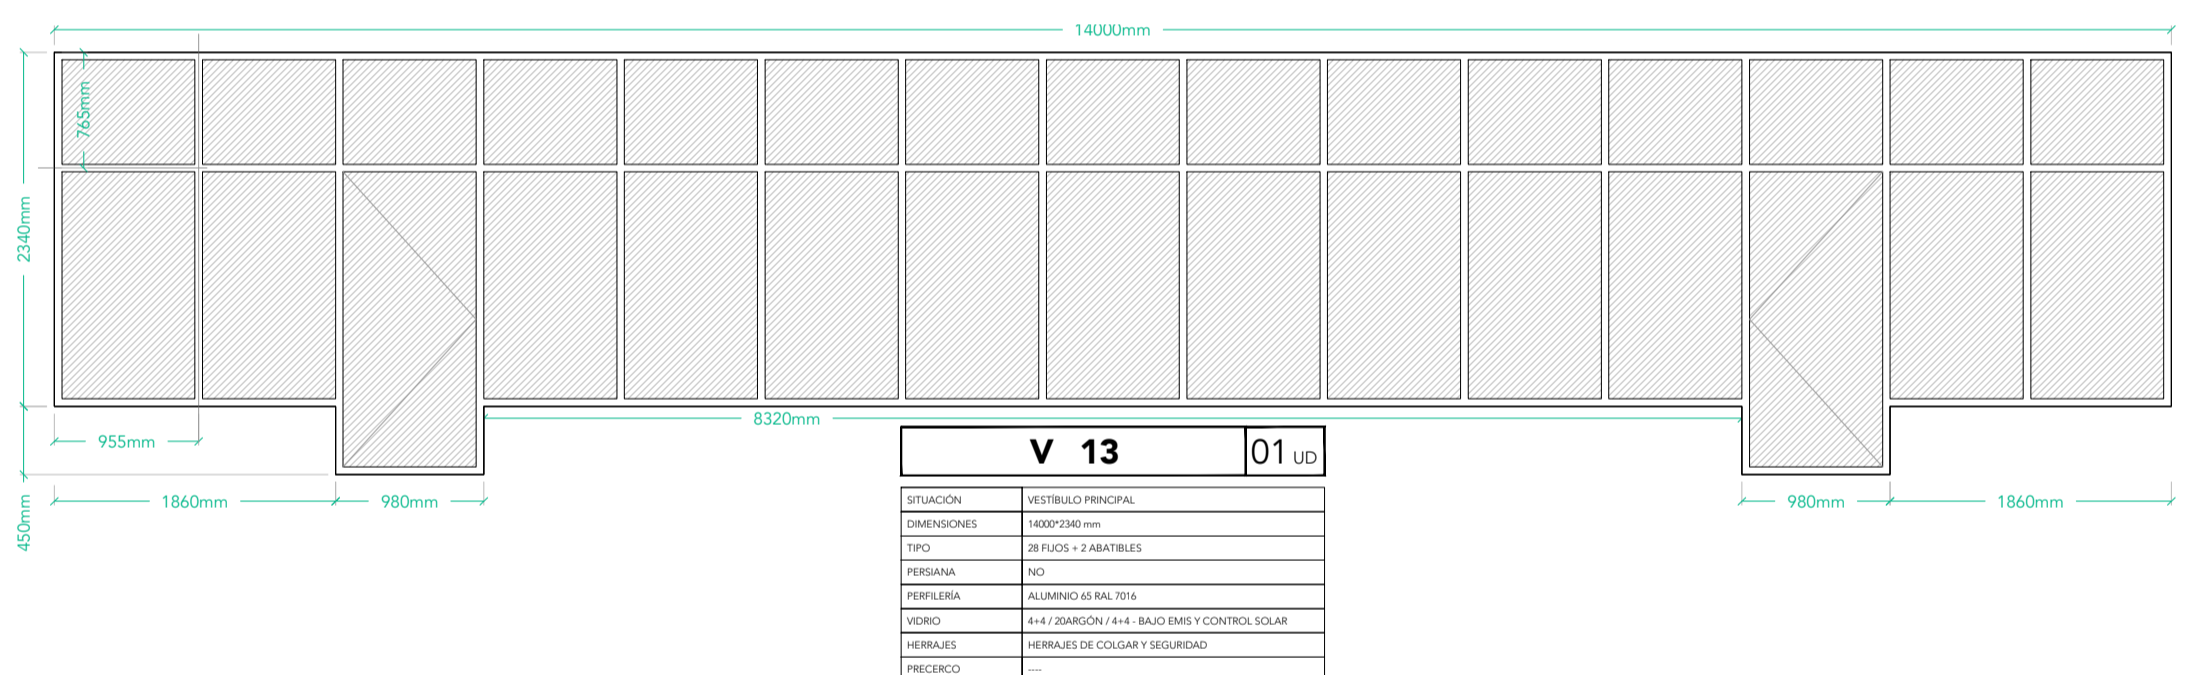 14000mm
765mm
2340mm
8320mm
955mm
V 13 01 UD
1860mm 980mm 980mm 1860mm
450mm
SITUACIÓN VESTÍBULO PRINCIPAL
DIMENSIONES 14000*2340 mm
TIPO 28 FIJOS + 2 ABATIBLES
PERSIANA NO
PERFILERÍA ALUMINIO 65 RAL 7016
VIDRIO 4+4 / 20ARGÓN / 4+4 - BAJO EMIS Y CONTROL SOLAR
HERRAJES HERRAJES DE COLGAR Y SEGURIDAD
PRECERCO ----